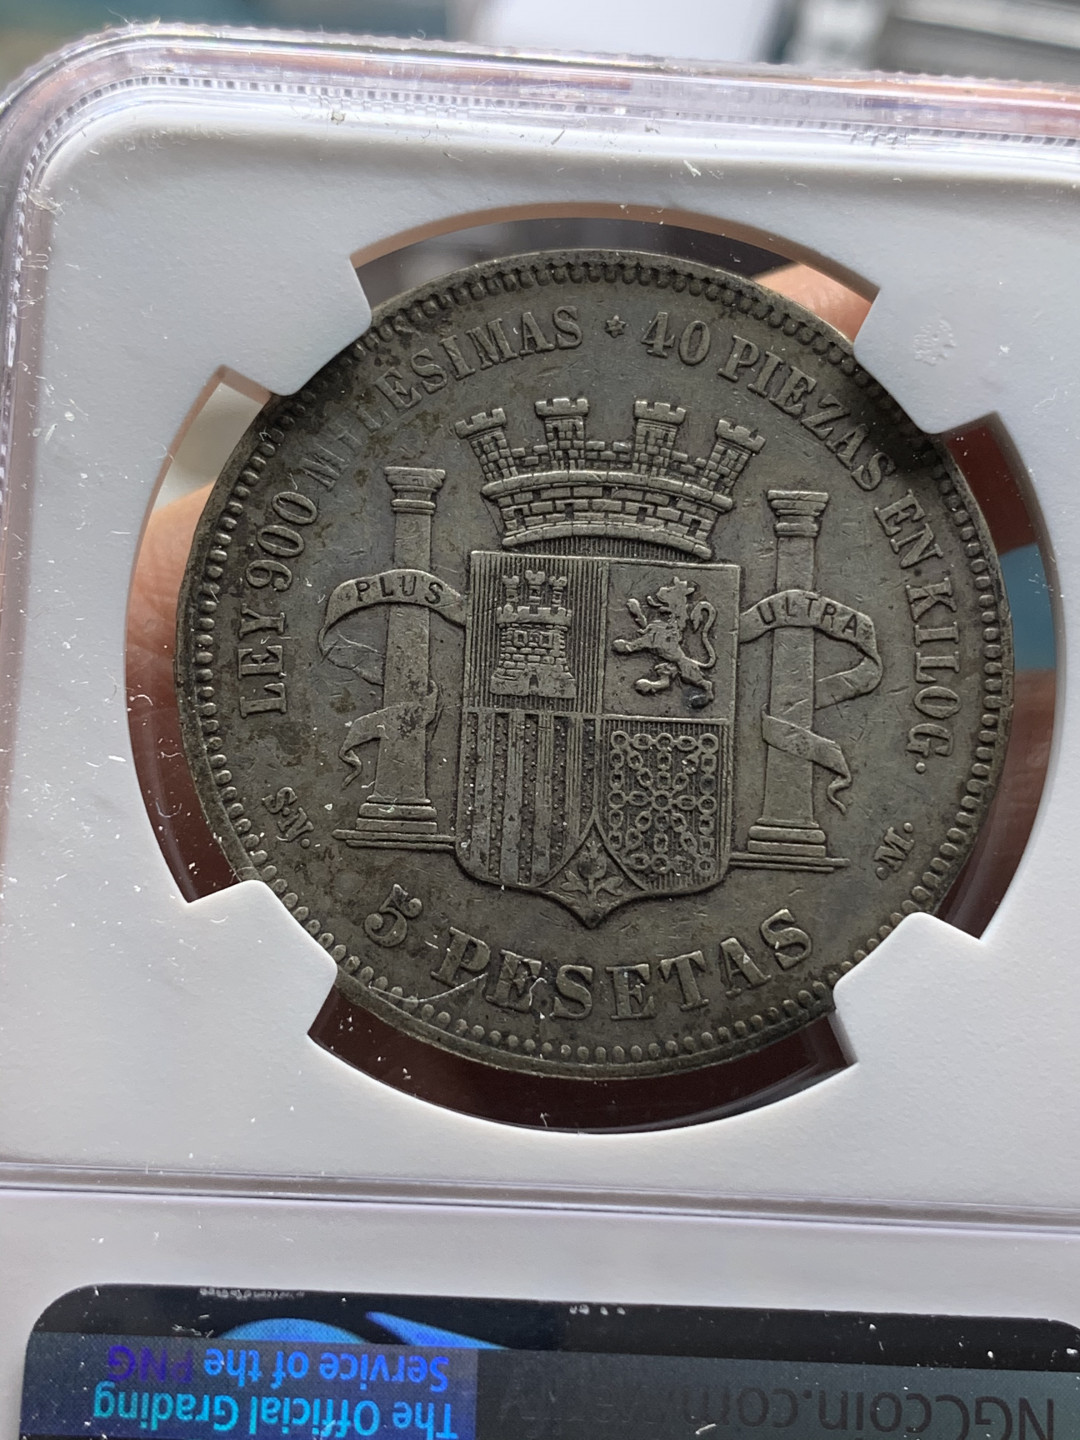 LEY 900 MILLESIMAS * 40 PIEZAS EN KILOG.
PLUS
ULTRA
SN.
.M.
5 PESETAS
The Official Grading
Service of the PNG
NGCcoin.com